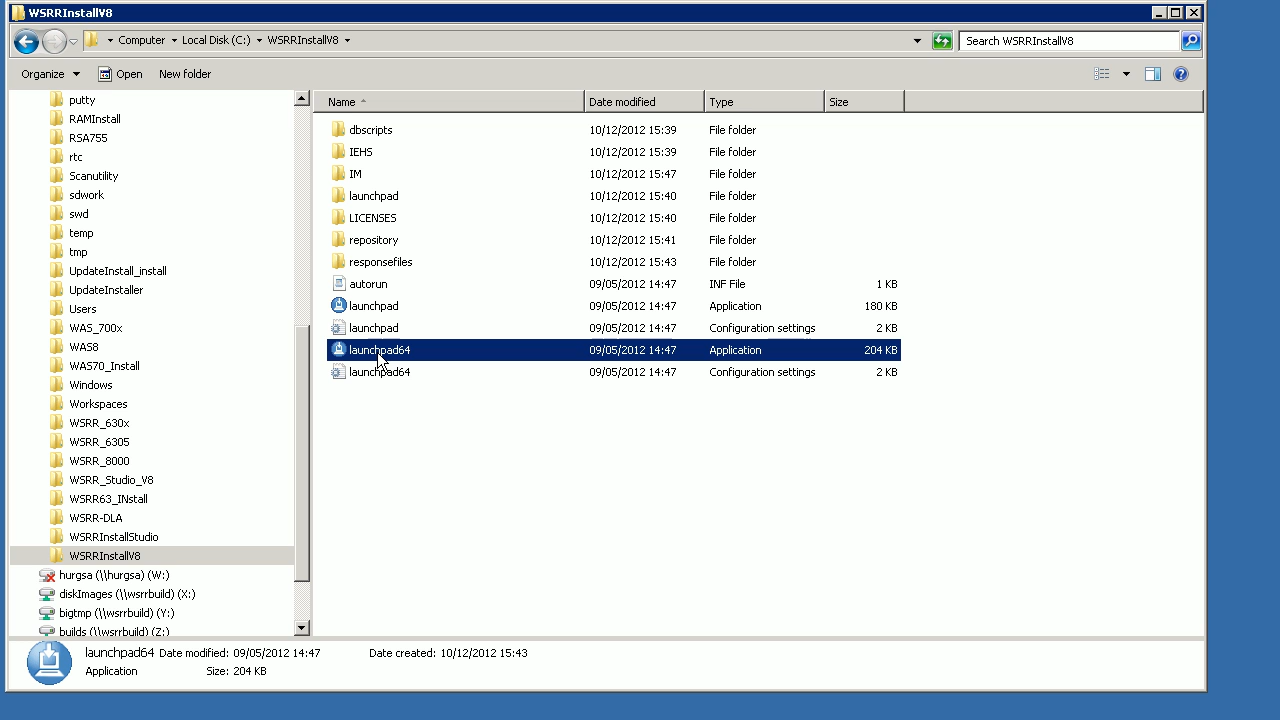 WSRRInstallV8
Computer Local Disk (C:) WSRRInstallV8
Search WSRRInstallV8
Organize Open New folder
putty
RAMInstall
RSA755
rtc
Scanutility
sdwork
swd
temp
tmp
UpdateInstall_install
UpdateInstaller
Users
WAS_700x
WAS8
WAS70_Install
Windows
Workspaces
WSRR_630x
WSRR_6305
WSRR_8000
WSRR_Studio_V8
WSRR63_INstall
WSRR-DLA
WSRRInstallStudio
WSRRInstallV8
hurgsa (\\hurgsa) (W:)
diskImages (\\wsrrbuild) (X:)
bigtmp (\\wsrrbuild) (Y:)
builds (\\wsrrbuild) (Z:)
Name Date modified Type Size
dbscripts 10/12/2012 15:39 File folder
IEHS 10/12/2012 15:39 File folder
IM 10/12/2012 15:47 File folder
launchpad 10/12/2012 15:40 File folder
LICENSES 10/12/2012 15:40 File folder
repository 10/12/2012 15:41 File folder
responsefiles 10/12/2012 15:43 File folder
autorun 09/05/2012 14:47 INF File 1 KB
launchpad 09/05/2012 14:47 Application 180 KB
launchpad 09/05/2012 14:47 Configuration settings 2 KB
launchpad64 09/05/2012 14:47 Application 204 KB
launchpad64 09/05/2012 14:47 Configuration settings 2 KB
launchpad64 Date modified: 09/05/2012 14:47 Date created: 10/12/2012 15:43
Application Size: 204 KB